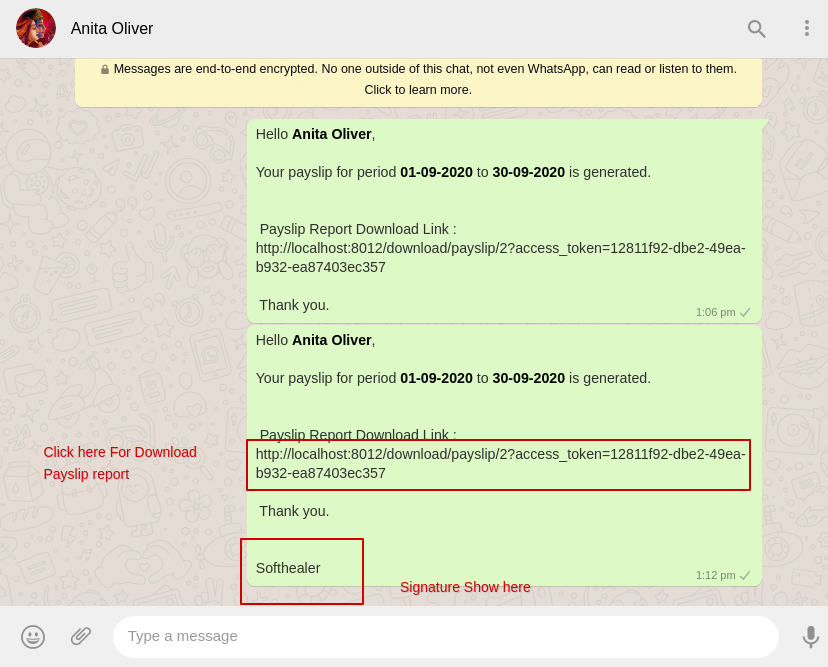 Anita Oliver
Messages are end-to-end encrypted. No one outside of this chat, not even WhatsApp, can read or listen to them.
Click to learn more.
Hello Anita Oliver,
Your payslip for period 01-09-2020 to 30-09-2020 is generated.
Payslip Report Download Link :
http://localhost:8012/download/payslip/2?access_token=12811f92-dbe2-49ea-
b932-ea87403ec357
Thank you.
1:06 pm
Hello Anita Oliver,
Your payslip for period 01-09-2020 to 30-09-2020 is generated.
Payslip Report Download Link :
Click here For Download
Payslip report
http://localhost:8012/download/payslip/2?access_token=12811f92-dbe2-49ea-
b932-ea87403ec357
Thank you.
Softhealer
1:12 pm
Signature Show here
Type a message